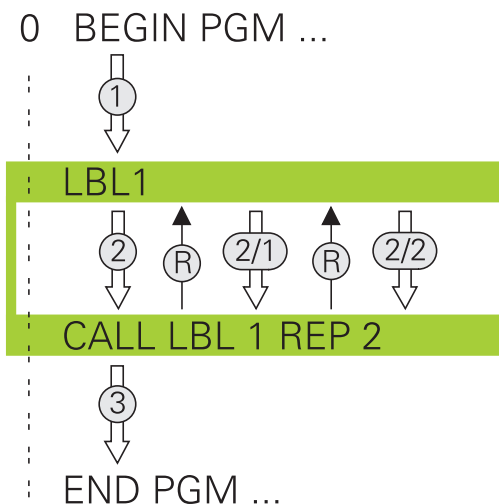 0 BEGIN PGM ...
1
LBL1
2 R 2/1 R 2/2
CALL LBL 1 REP 2
3
END PGM ...